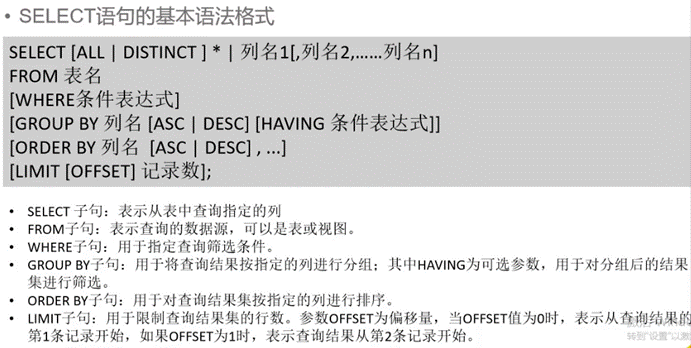 • SELECT语句的基本语法格式
SELECT [ALL | DISTINCT ] * | 列名1[,列名2,……列名n]
FROM 表名
[WHERE条件表达式]
[GROUP BY 列名 [ASC | DESC] [HAVING 条件表达式]]
[ORDER BY 列名 [ASC | DESC] , ...]
[LIMIT [OFFSET] 记录数];
• SELECT 子句：表示从表中查询指定的列
• FROM子句：表示查询的数据源，可以是表或视图。
• WHERE子句：用于指定查询筛选条件。
• GROUP BY子句：用于将查询结果按指定的列进行分组；其中HAVING为可选参数，用于对分组后的结果
集进行筛选。
• ORDER BY子句：用于对查询结果集按指定的列进行排序。
• LIMIT子句：用于限制查询结果集的行数。参数OFFSET为偏移量，当OFFSET值为0时，表示从查询结果的
第1条记录开始，如果OFFSET为1时，表示查询结果从第2条记录开始。
转到"设置"以激